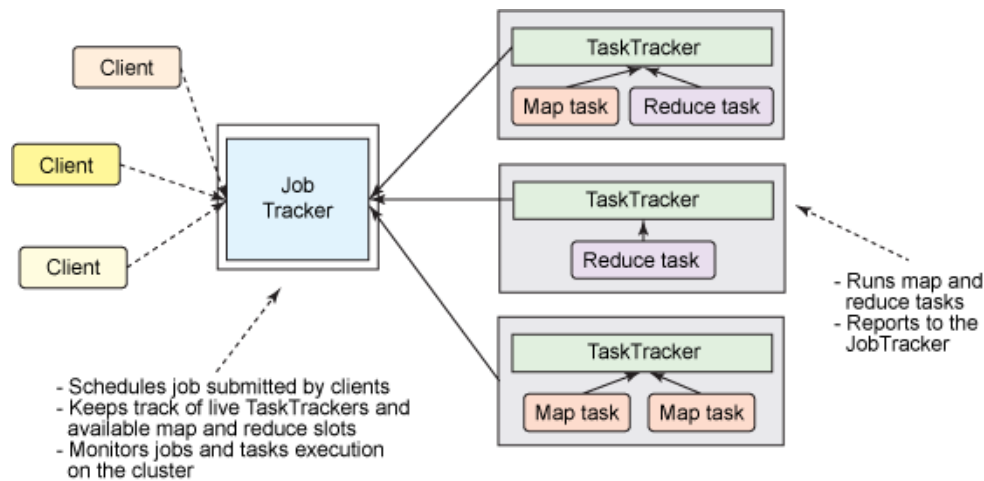 Client
Client
Client
Job
Tracker
TaskTracker
Map task
Reduce task
TaskTracker
Reduce task
TaskTracker
Map task
Map task
- Schedules job submitted by clients
- Keeps track of live TaskTrackers and
available map and reduce slots
- Monitors jobs and tasks execution
on the cluster
- Runs map and
reduce tasks
- Reports to the
JobTracker